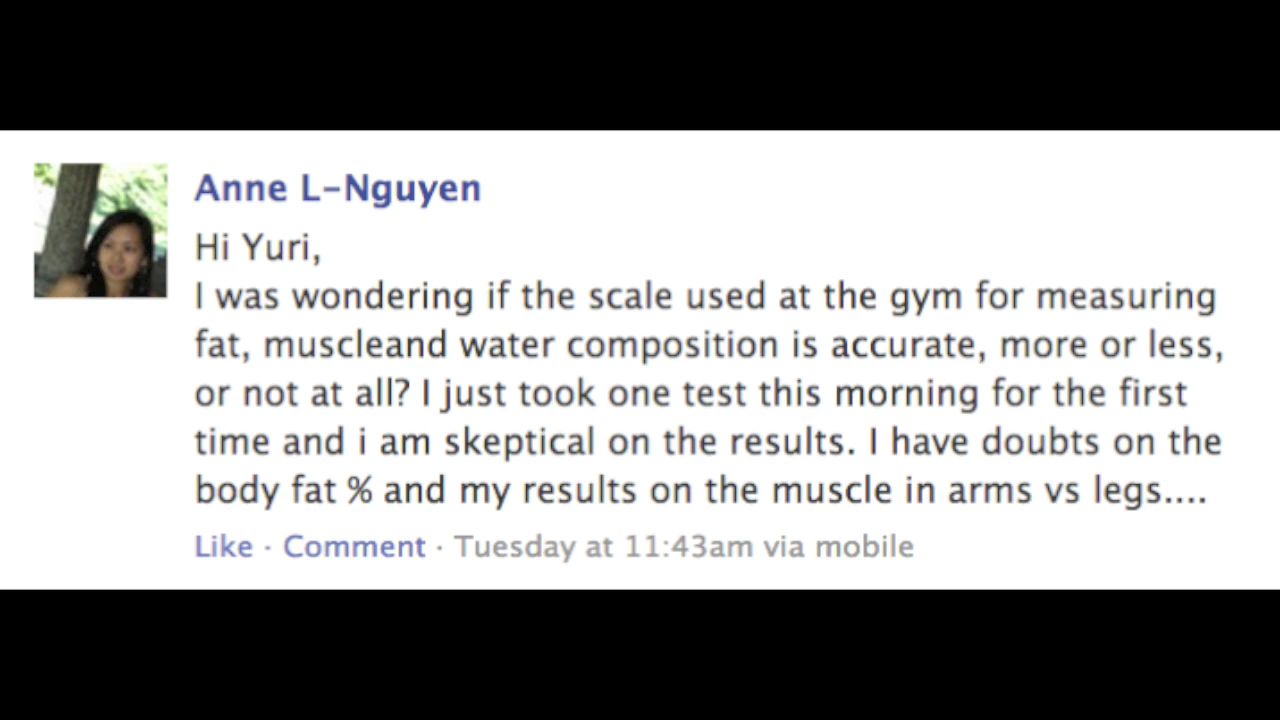 Anne L-Nguyen
Hi Yuri,
I was wondering if the scale used at the gym for measuring
fat, muscleand water composition is accurate, more or less,
or not at all? I just took one test this morning for the first
time and i am skeptical on the results. I have doubts on the
body fat % and my results on the muscle in arms vs legs....
Like · Comment · Tuesday at 11:43am via mobile